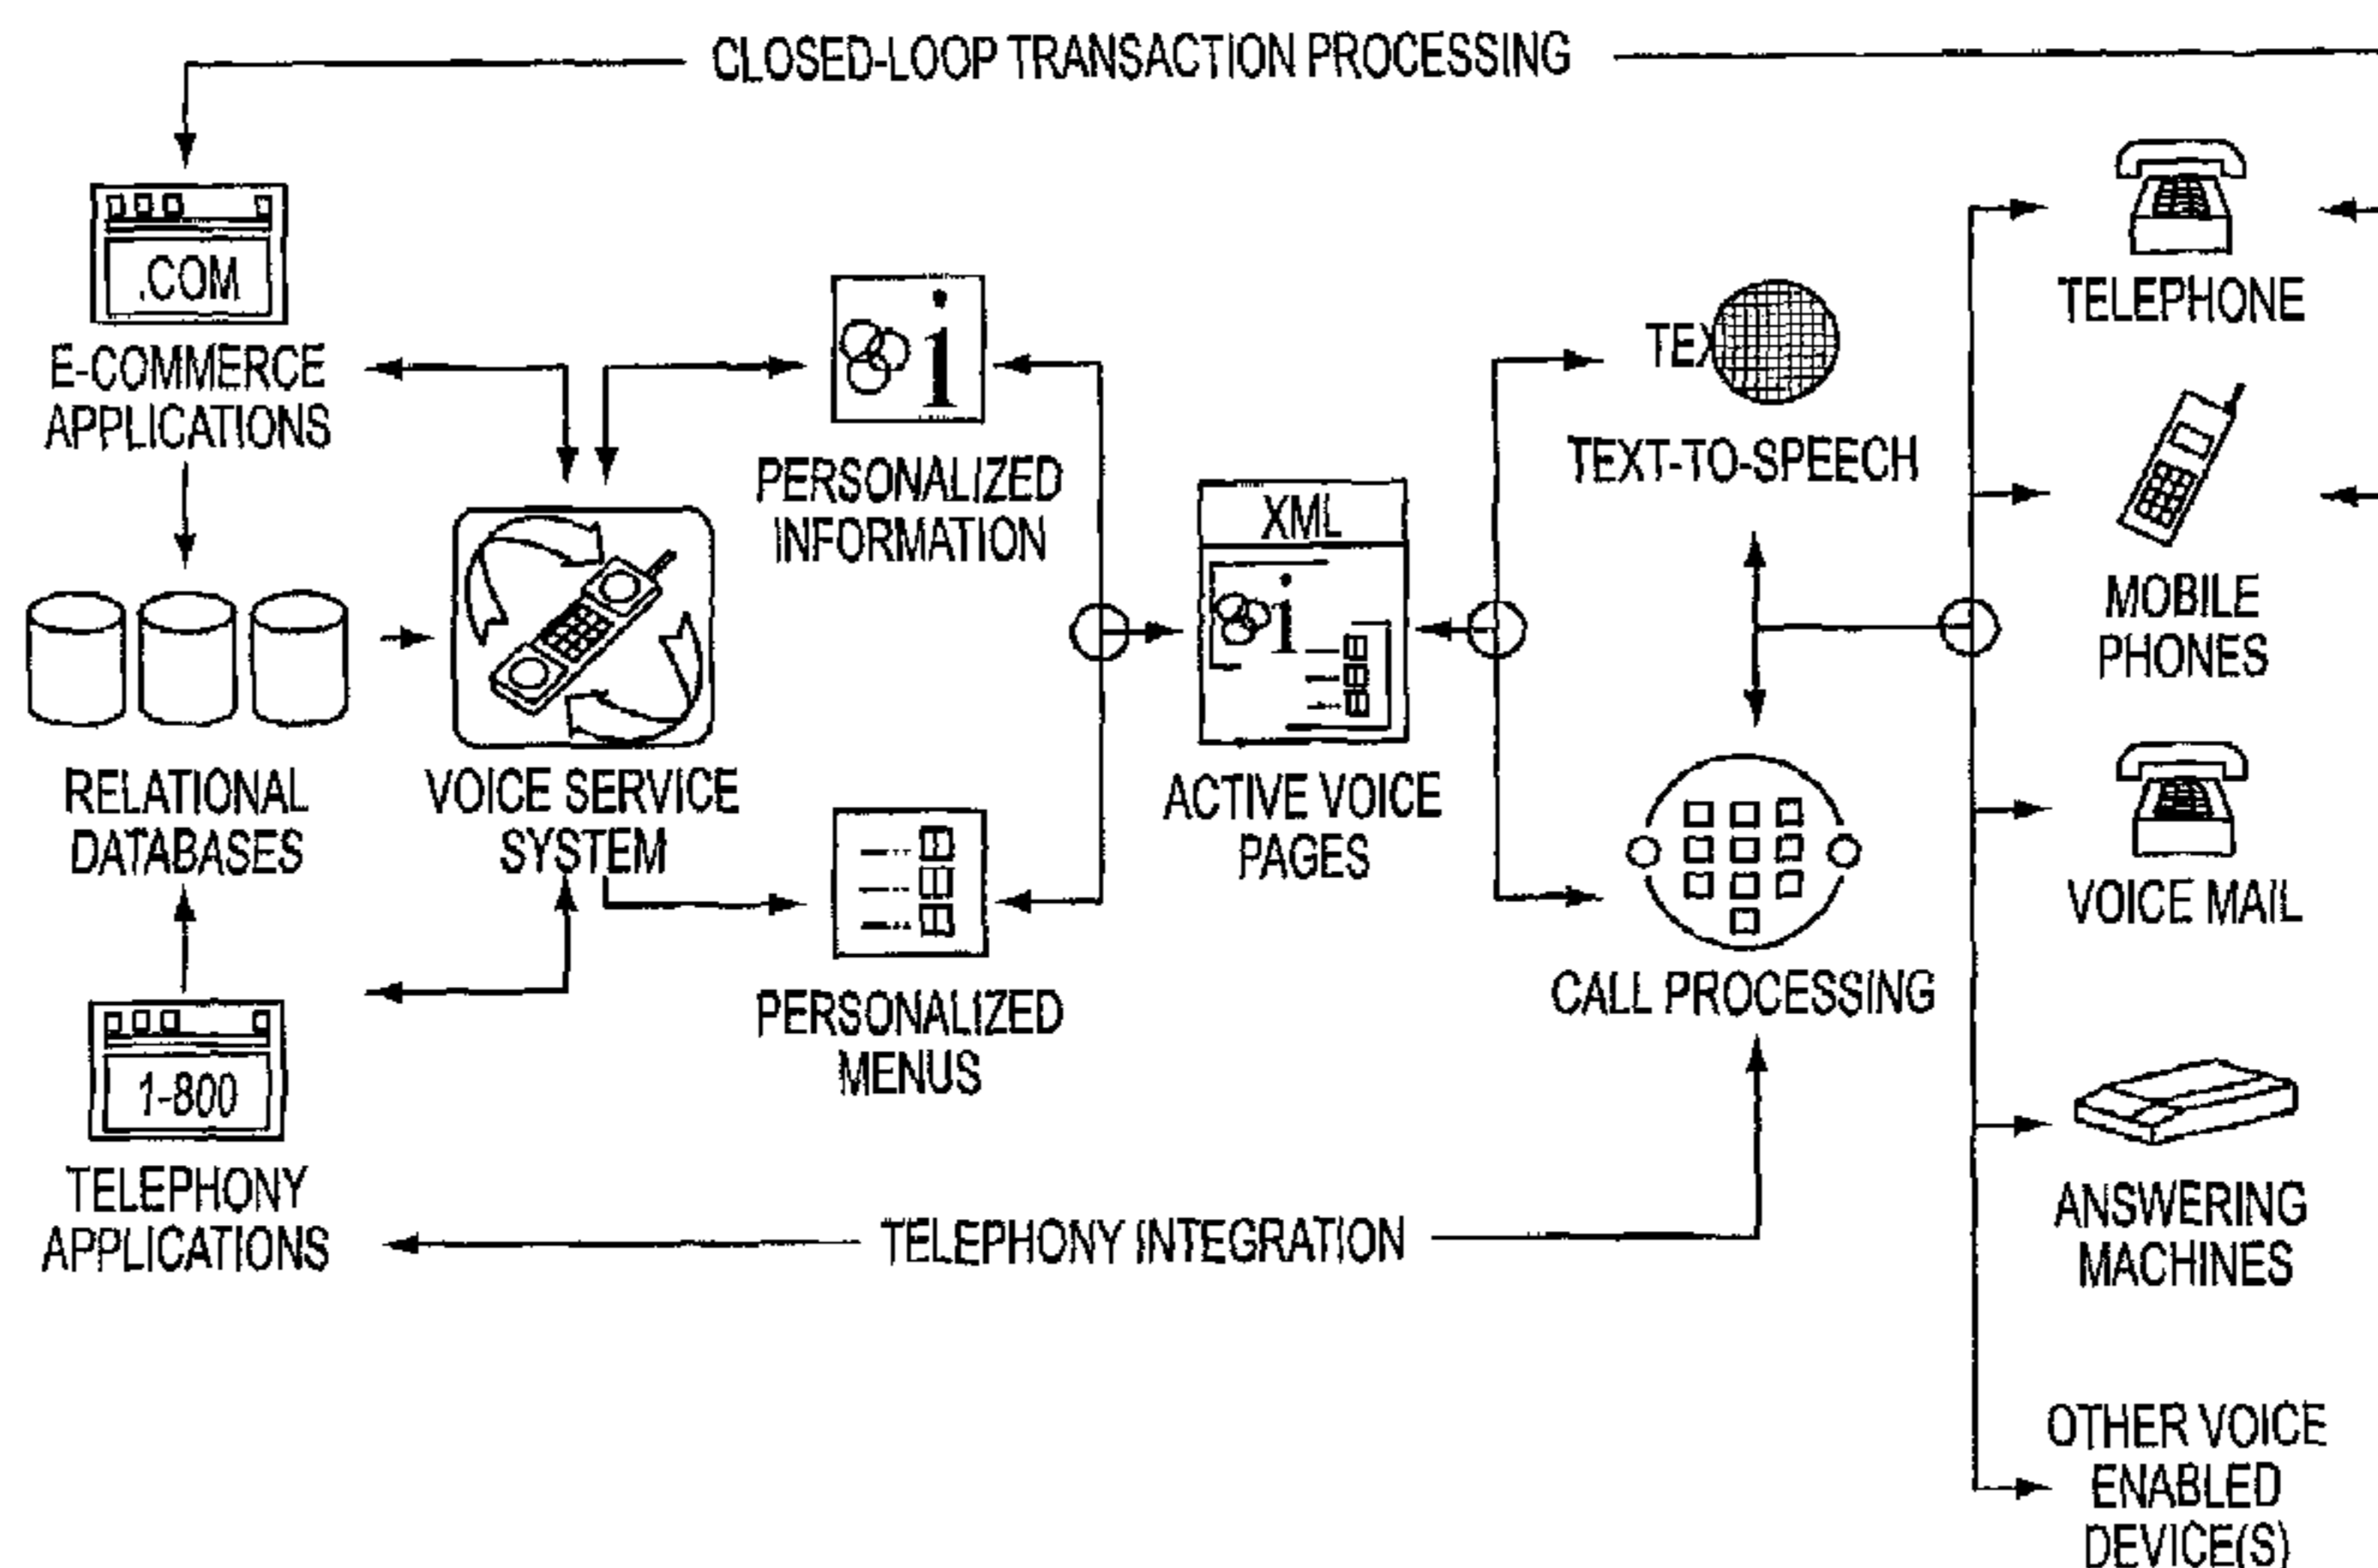 CLOSED-LOOP TRANSACTION PROCESSING
.COM
E-COMMERCE
APPLICATIONS
RELATIONAL
DATABASES
1-800
TELEPHONY
APPLICATIONS
VOICE SERVICE
SYSTEM
i
PERSONALIZED
INFORMATION
PERSONALIZED
MENUS
XML
i
ACTIVE VOICE
PAGES
TEX
TEXT-TO-SPEECH
CALL PROCESSING
TELEPHONY INTEGRATION
TELEPHONE
MOBILE
PHONES
VOICE MAIL
ANSWERING
MACHINES
OTHER VOICE
ENABLED
DEVICE(S)